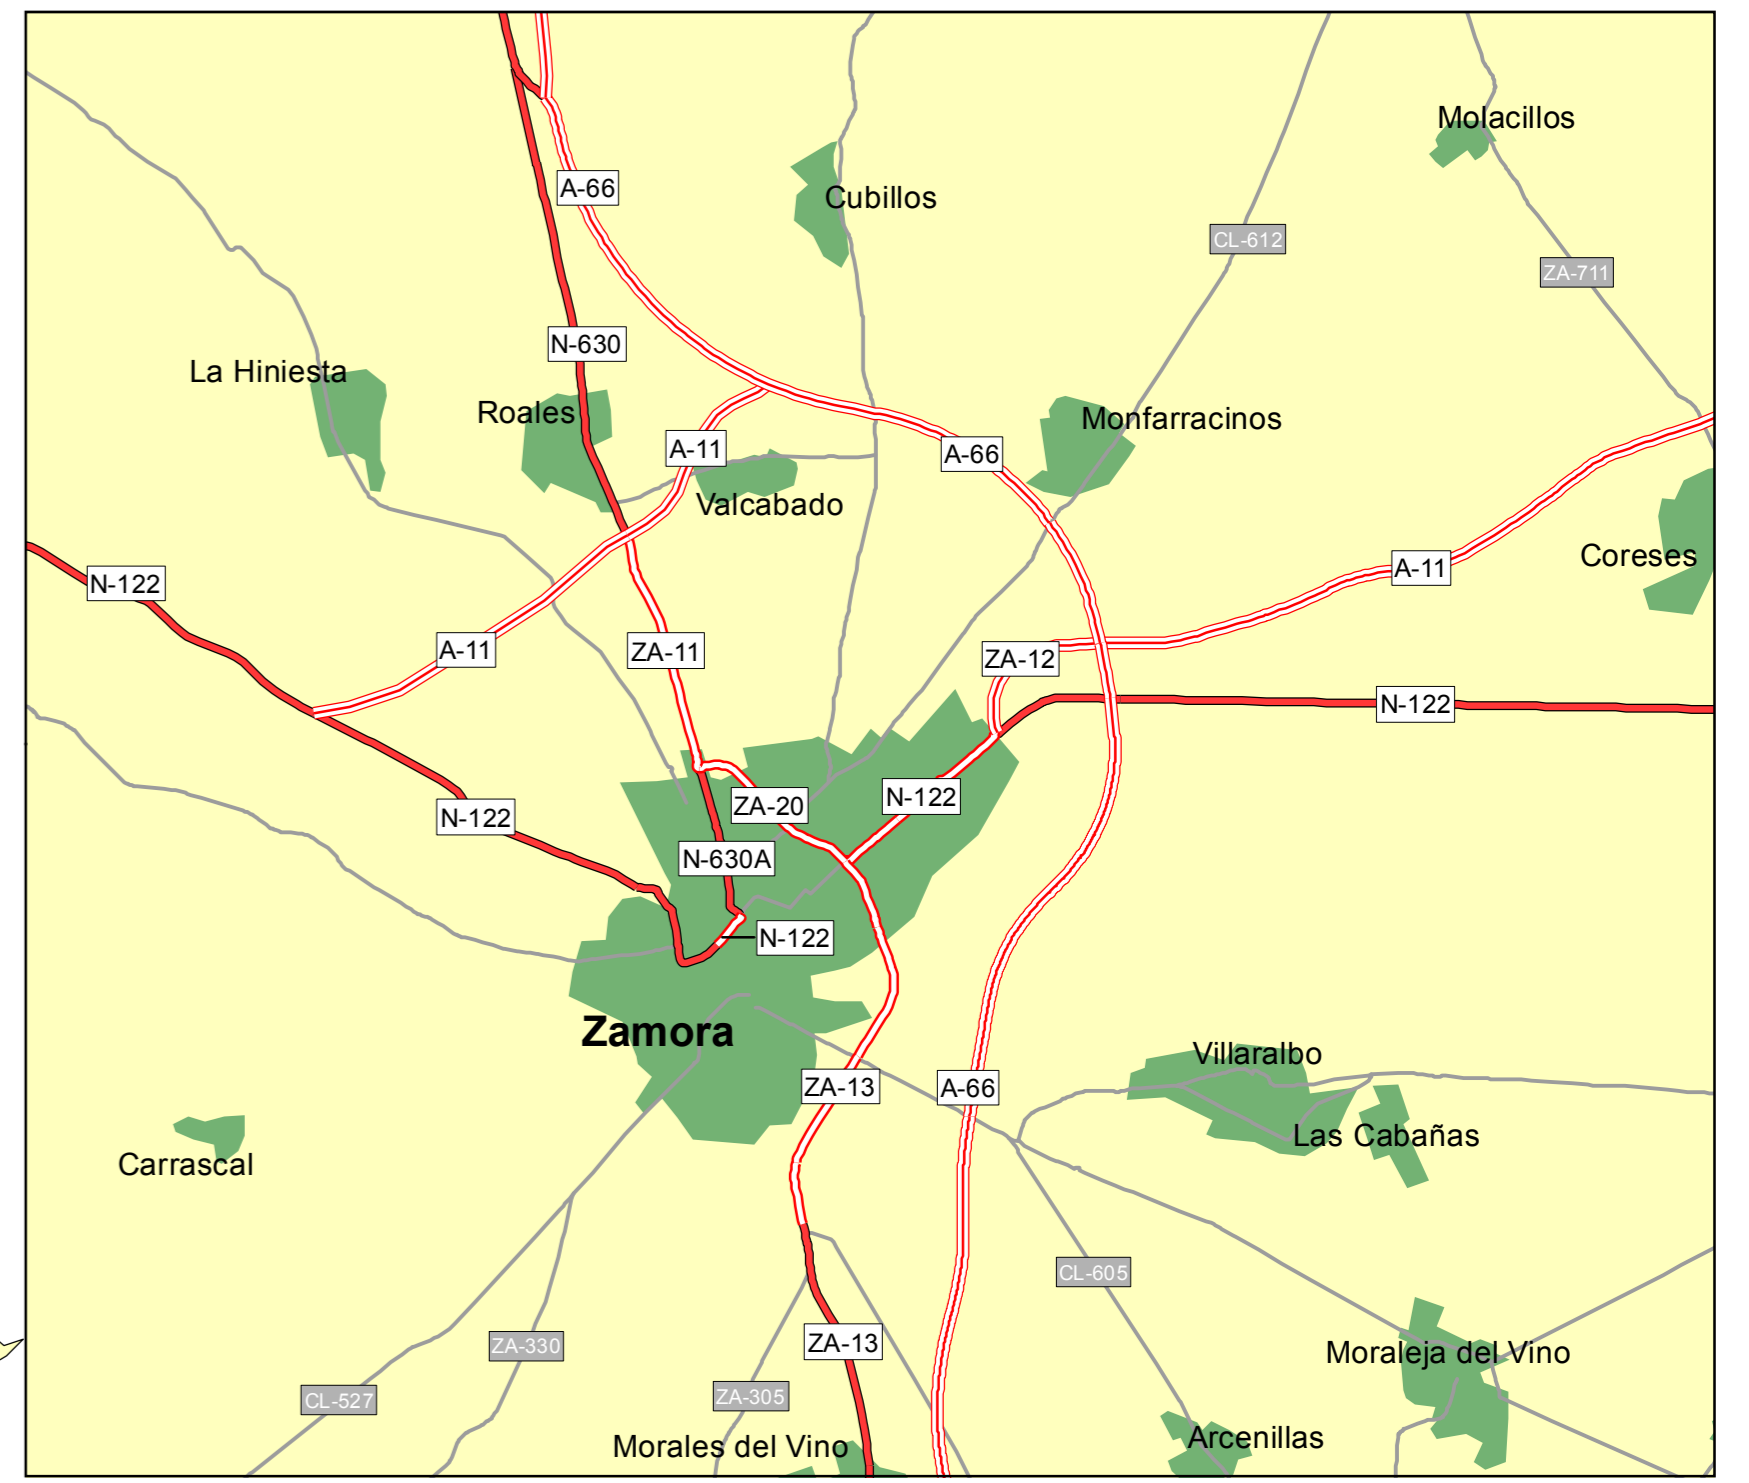 Molacillos
A-66
Cubillos
CL-612
ZA-711
N-630
La Hiniesta
Roales
Monfarracinos
A-11
A-66
Valcabado
Coreses
A-11
N-122
A-11
ZA-11
ZA-12
N-122
N-122
ZA-20
N-122
N-630A
N-122
Zamora
Villaralbo
ZA-13
A-66
Las Cabañas
Carrascal
CL-605
ZA-330
ZA-13
Moraleja del Vino
CL-527
ZA-305
Morales del Vino
Arcenillas